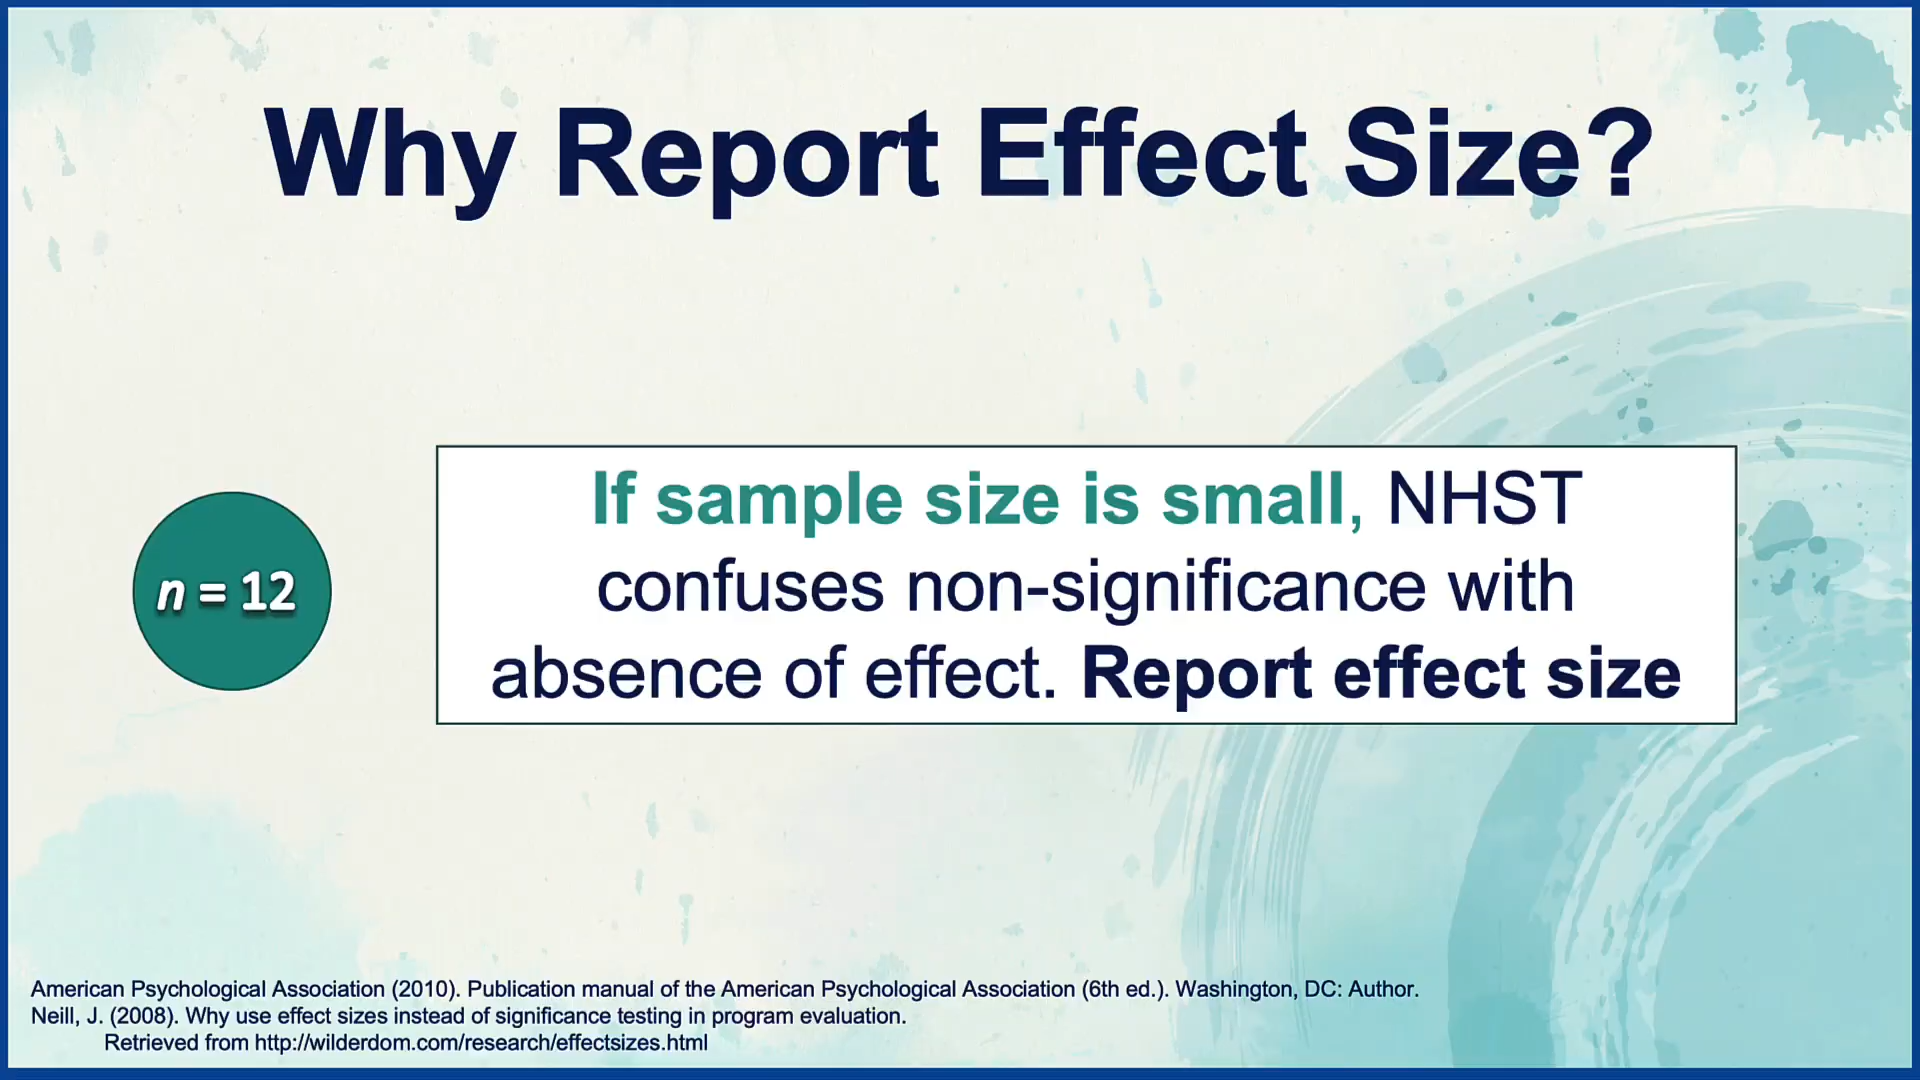 Why Report Effect Size?
n = 12
If sample size is small, NHST
confuses non-significance with
absence of effect. Report effect size
American Psychological Association (2010). Publication manual of the American Psychological Association (6th ed.). Washington, DC: Author.
Neill, J. (2008). Why use effect sizes instead of significance testing in program evaluation.
Retrieved from http://wilderdom.com/research/effectsizes.html